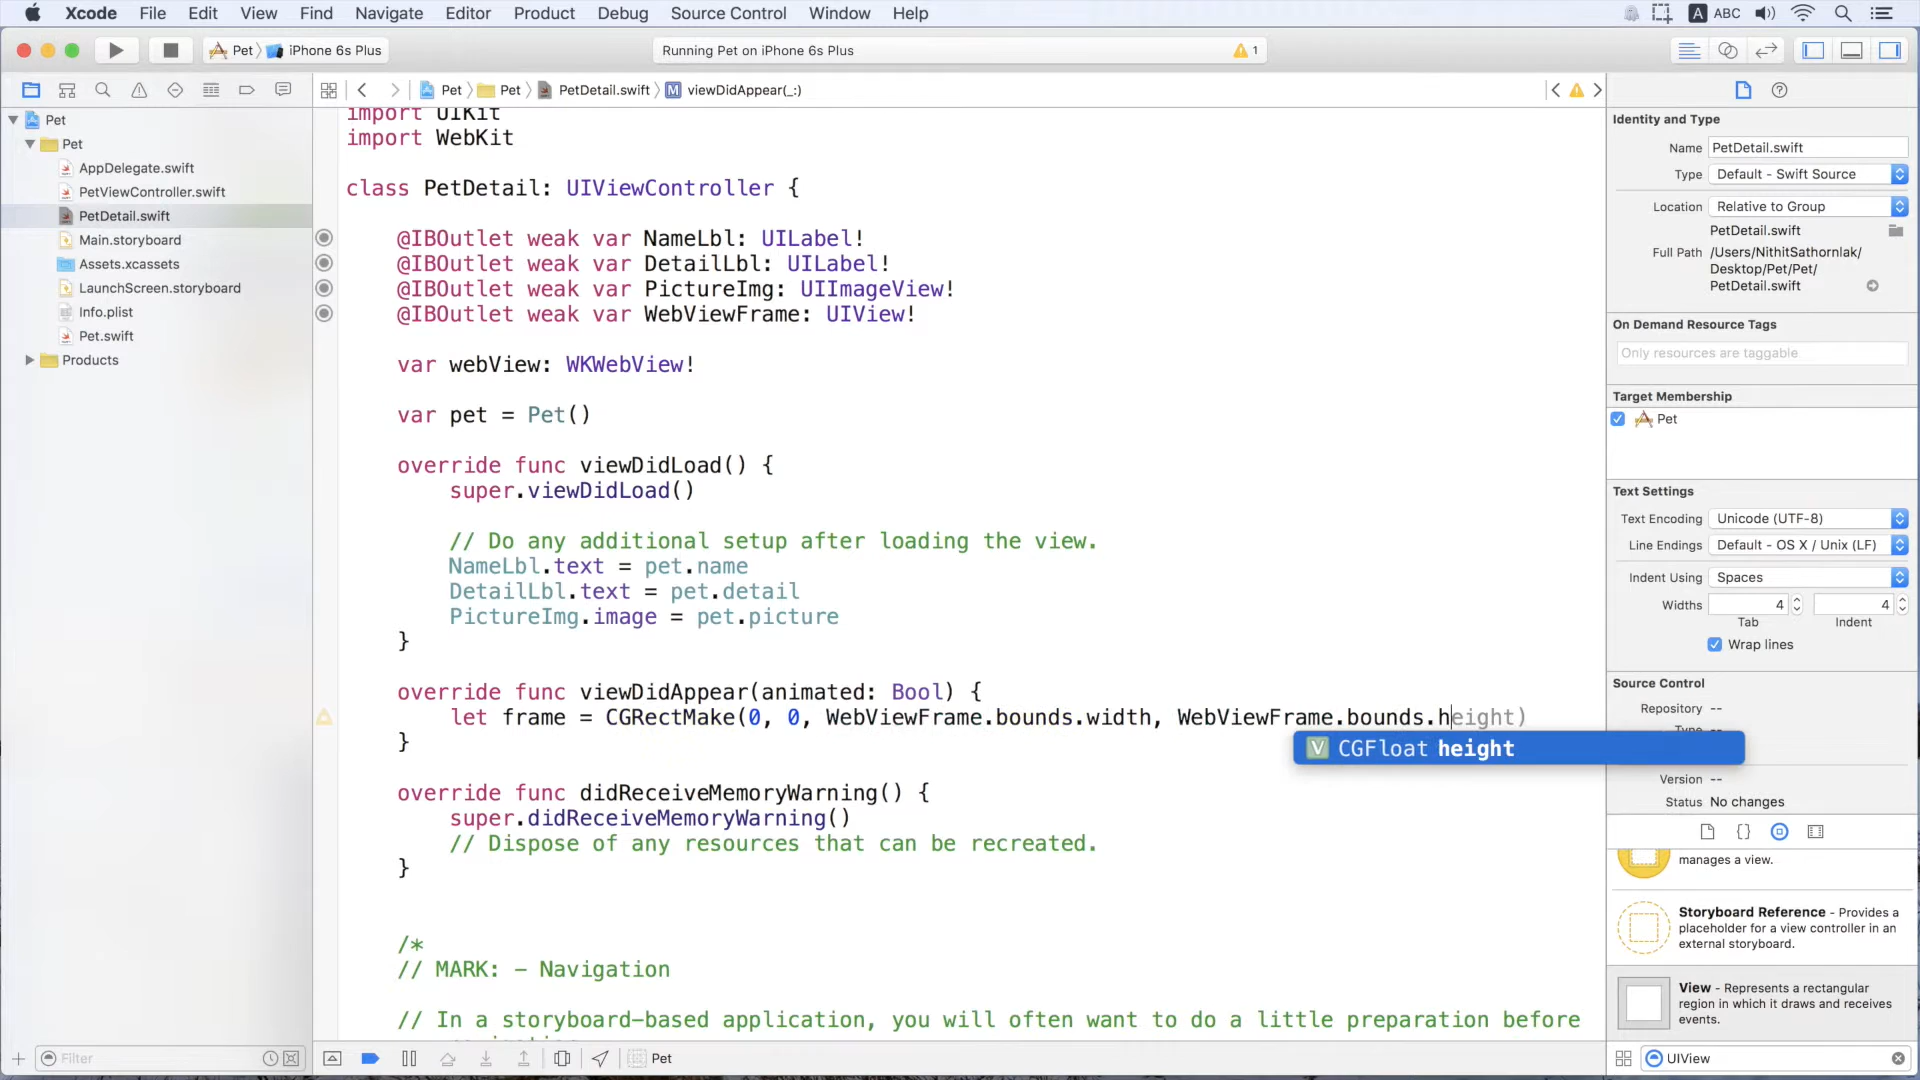 Xcode File Edit View Find Navigate Editor Product Debug Source Control Window Help
A ABC
Pet iPhone 6s Plus
Running Pet on iPhone 6s Plus
1
Pet Pet PetDetail.swift M viewDidAppear(_:)
Pet
Pet
AppDelegate.swift
PetViewController.swift
PetDetail.swift
Main.storyboard
Assets.xcassets
LaunchScreen.storyboard
Info.plist
Pet.swift
Products
Filter
import UIKit
import WebKit
class PetDetail: UIViewController {
@IBOutlet weak var NameLbl: UILabel!
@IBOutlet weak var DetailLbl: UILabel!
@IBOutlet weak var PictureImg: UIImageView!
@IBOutlet weak var WebViewFrame: UIView!
var webView: WKWebView!
var pet = Pet()
override func viewDidLoad() {
super.viewDidLoad()
// Do any additional setup after loading the view.
NameLbl.text = pet.name
DetailLbl.text = pet.detail
PictureImg.image = pet.picture
}
override func viewDidAppear(animated: Bool) {
let frame = CGRectMake(0, 0, WebViewFrame.bounds.width, WebViewFrame.bounds.height)
V CGFloat height
}
override func didReceiveMemoryWarning() {
super.didReceiveMemoryWarning()
// Dispose of any resources that can be recreated.
}
/*
// MARK: - Navigation
// In a storyboard-based application, you will often want to do a little preparation before
Pet
Identity and Type
Name PetDetail.swift
Type Default - Swift Source
Location Relative to Group
PetDetail.swift
Full Path /Users/NithitSathornlak/
Desktop/Pet/Pet/
PetDetail.swift
On Demand Resource Tags
Only resources are taggable
Target Membership
Pet
Text Settings
Text Encoding Unicode (UTF-8)
Line Endings Default - OS X / Unix (LF)
Indent Using Spaces
Widths 4 4
Tab Indent
Wrap lines
Source Control
Repository --
Version --
Status No changes
manages a view.
Storyboard Reference - Provides a
placeholder for a view controller in an
external storyboard.
View - Represents a rectangular
region in which it draws and receives
events.
UIView